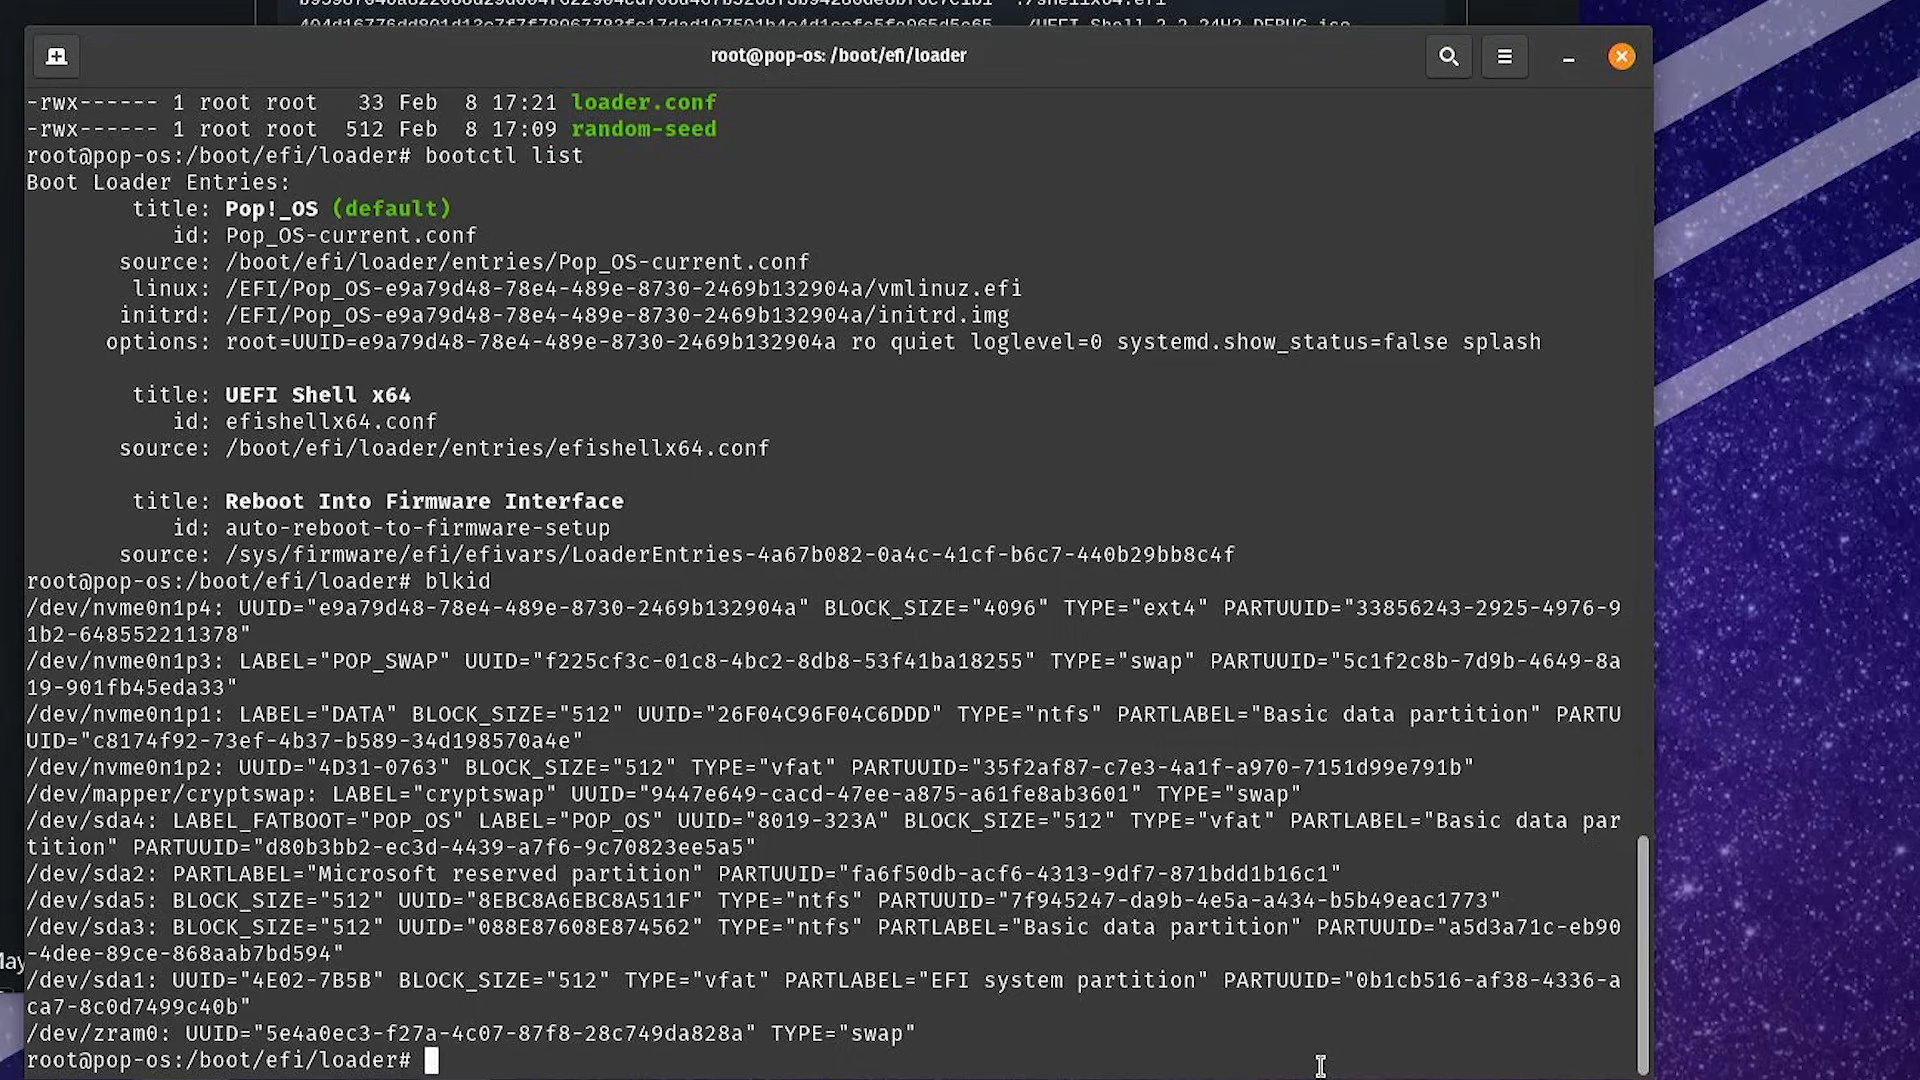 root@pop-os: /boot/efi/loader
-rwx------ 1 root root   33 Feb  8 17:21 loader.conf
-rwx------ 1 root root  512 Feb  8 17:09 random-seed
root@pop-os:/boot/efi/loader# bootctl list
Boot Loader Entries:
        title: Pop!_OS (default)
           id: Pop_OS-current.conf
       source: /boot/efi/loader/entries/Pop_OS-current.conf
        linux: /EFI/Pop_OS-e9a79d48-78e4-489e-8730-2469b132904a/vmlinuz.efi
       initrd: /EFI/Pop_OS-e9a79d48-78e4-489e-8730-2469b132904a/initrd.img
      options: root=UUID=e9a79d48-78e4-489e-8730-2469b132904a ro quiet loglevel=0 systemd.show_status=false splash
        title: UEFI Shell x64
           id: efishellx64.conf
       source: /boot/efi/loader/entries/efishellx64.conf
        title: Reboot Into Firmware Interface
           id: auto-reboot-to-firmware-setup
       source: /sys/firmware/efi/efivars/LoaderEntries-4a67b082-0a4c-41cf-b6c7-440b29bb8c4f
root@pop-os:/boot/efi/loader# blkid
/dev/nvme0n1p4: UUID="e9a79d48-78e4-489e-8730-2469b132904a" BLOCK_SIZE="4096" TYPE="ext4" PARTUUID="33856243-2925-4976-9
1b2-648552211378"
/dev/nvme0n1p3: LABEL="POP_SWAP" UUID="f225cf3c-01c8-4bc2-8db8-53f41ba18255" TYPE="swap" PARTUUID="5c1f2c8b-7d9b-4649-8a
19-901fb45eda33"
/dev/nvme0n1p1: LABEL="DATA" BLOCK_SIZE="512" UUID="26F04C96F04C6DDD" TYPE="ntfs" PARTLABEL="Basic data partition" PARTU
UID="c8174f92-73ef-4b37-b589-34d198570a4e"
/dev/nvme0n1p2: UUID="4D31-0763" BLOCK_SIZE="512" TYPE="vfat" PARTUUID="35f2af87-c7e3-4a1f-a970-7151d99e791b"
/dev/mapper/cryptswap: LABEL="cryptswap" UUID="9447e649-cacd-47ee-a875-a61fe8ab3601" TYPE="swap"
/dev/sda4: LABEL_FATBOOT="POP_OS" LABEL="POP_OS" UUID="8019-323A" BLOCK_SIZE="512" TYPE="vfat" PARTLABEL="Basic data par
tition" PARTUUID="d80b3bb2-ec3d-4439-a7f6-9c70823ee5a5"
/dev/sda2: PARTLABEL="Microsoft reserved partition" PARTUUID="fa6f50db-acf6-4313-9df7-871bdd1b16c1"
/dev/sda5: BLOCK_SIZE="512" UUID="8EBC8A6EBC8A511F" TYPE="ntfs" PARTUUID="7f945247-da9b-4e5a-a434-b5b49eac1773"
/dev/sda3: BLOCK_SIZE="512" UUID="088E87608E874562" TYPE="ntfs" PARTLABEL="Basic data partition" PARTUUID="a5d3a71c-eb90
-4dee-89ce-868aab7bd594"
/dev/sda1: UUID="4E02-7B5B" BLOCK_SIZE="512" TYPE="vfat" PARTLABEL="EFI system partition" PARTUUID="0b1cb516-af38-4336-a
ca7-8c0d7499c40b"
/dev/zram0: UUID="5e4a0ec3-f27a-4c07-87f8-28c749da828a" TYPE="swap"
root@pop-os:/boot/efi/loader#
May